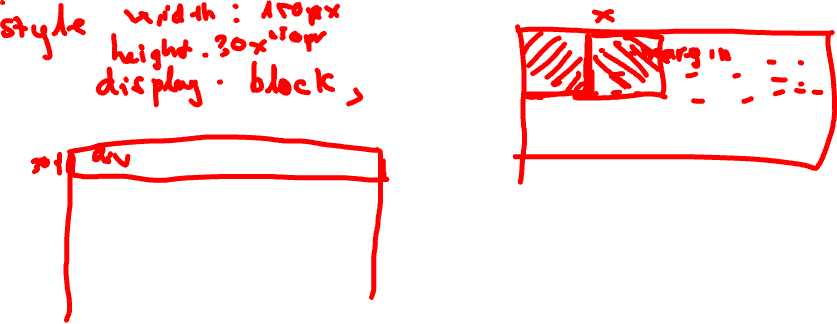 style width : 150px
height . 30x
display . block ,
x
margin
div